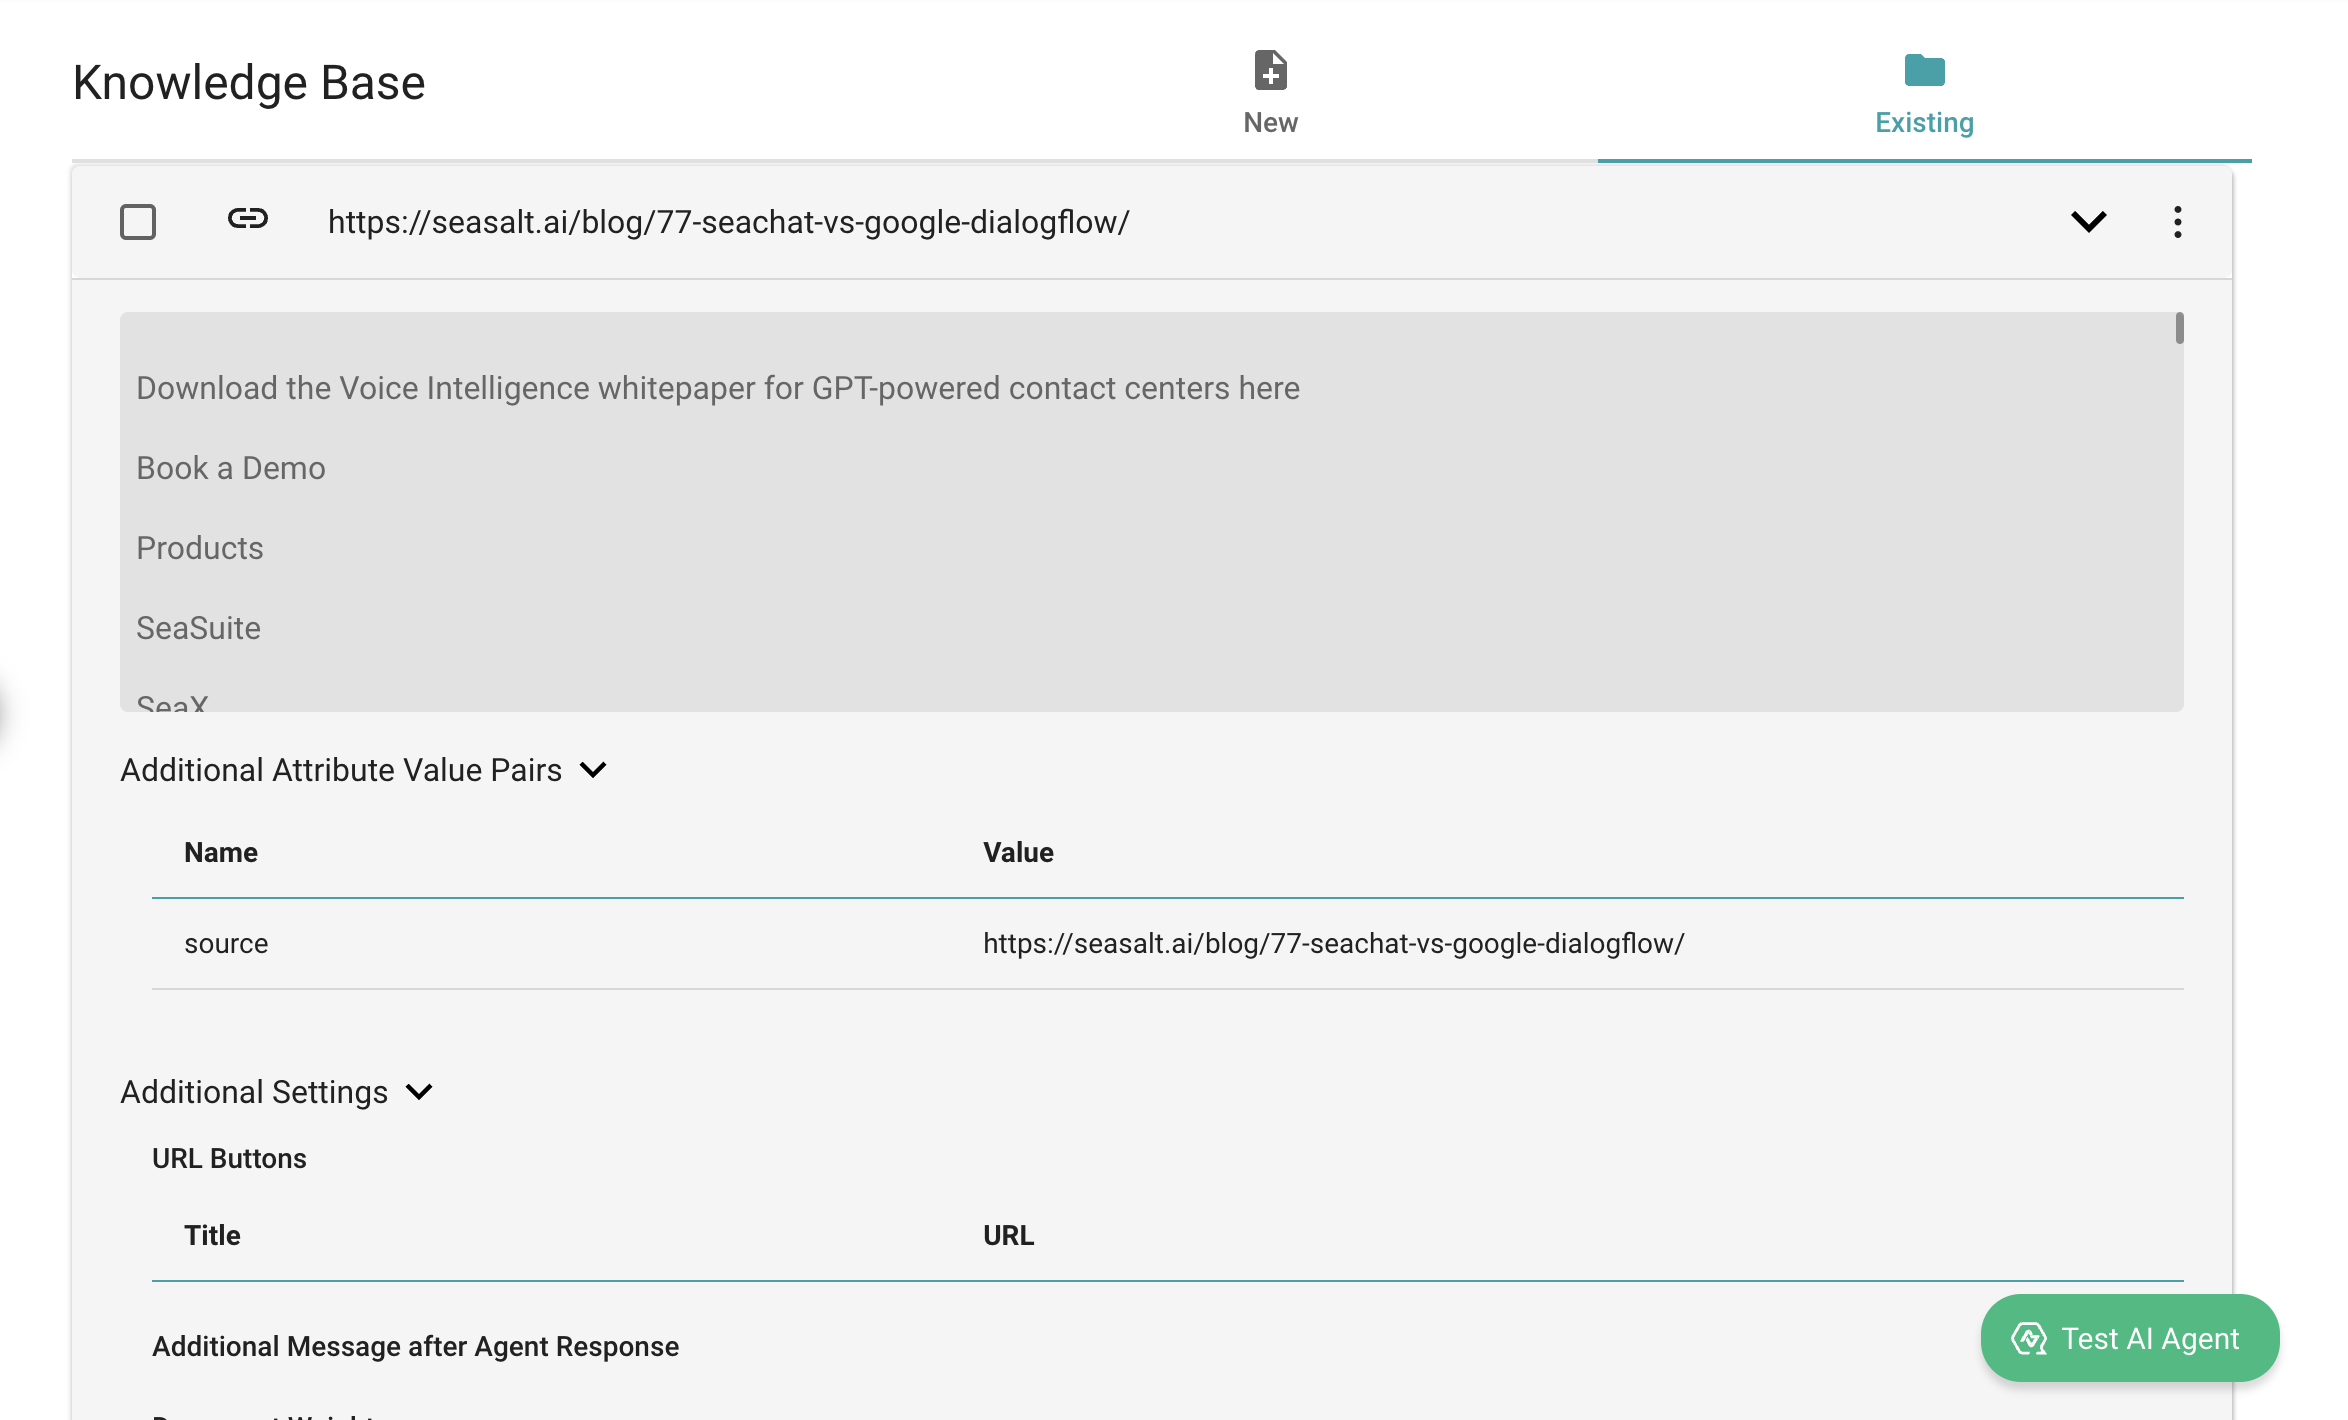 Knowledge Base
New
Existing
https://seasalt.ai/blog/77-seachat-vs-google-dialogflow/
Download the Voice Intelligence whitepaper for GPT-powered contact centers here
Book a Demo
Products
SeaSuite
SeaX
Additional Attribute Value Pairs
Name Value
source https://seasalt.ai/blog/77-seachat-vs-google-dialogflow/
Additional Settings
URL Buttons
Title URL
Additional Message after Agent Response
Test AI Agent